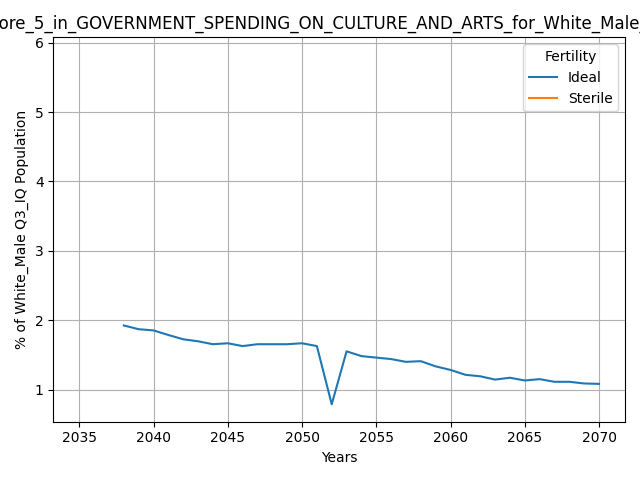 ore_5_in_GOVERNMENT_SPENDING_ON_CULTURE_AND_ARTS_for_White_Male_
Fertility
Ideal
Sterile
% of White_Male Q3_IQ Population
6
5
4
3
2
1
2035 2040 2045 2050 2055 2060 2065 2070
Years